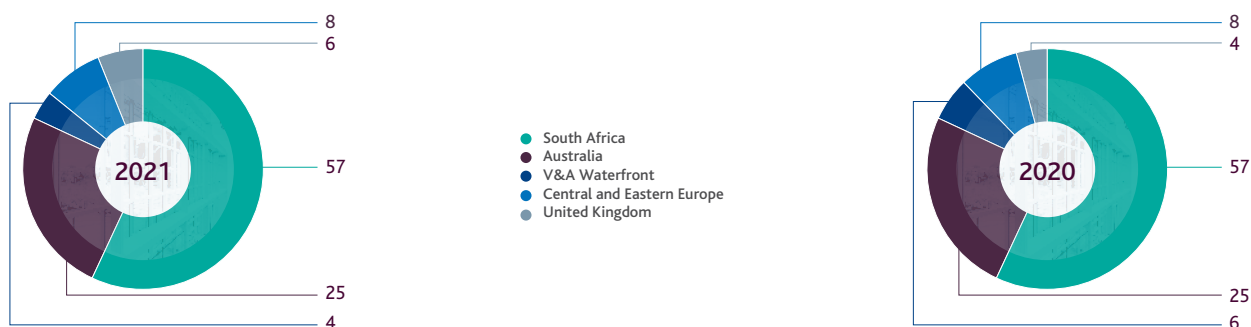 8
6
2021
57
25
4
South Africa
Australia
V&A Waterfront
Central and Eastern Europe
United Kingdom
8
4
2020
57
25
6